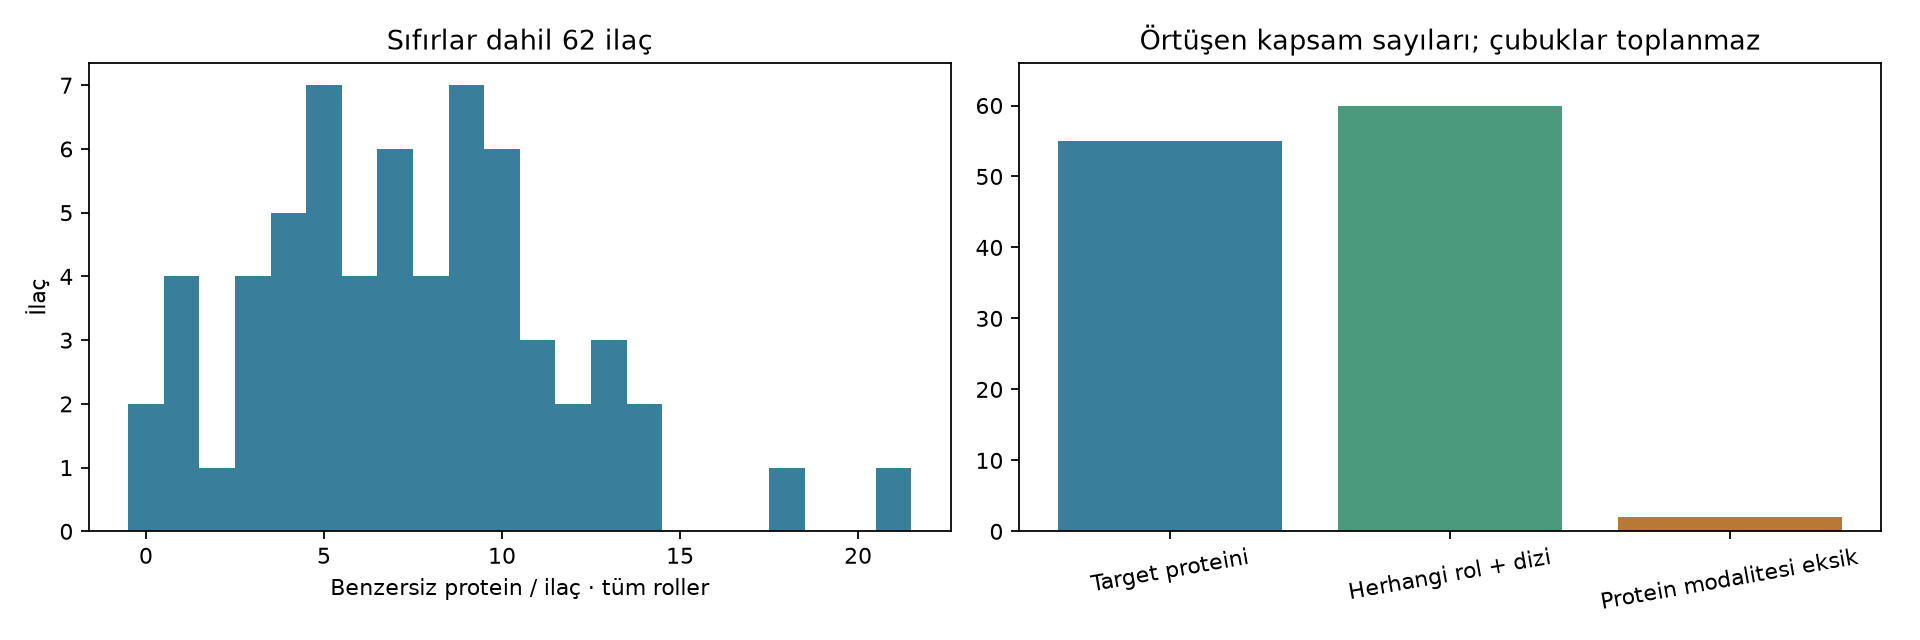 Sıfırlar dahil 62 ilaç
7
6
5
4
3
2
1
0
İlaç
0 5 10 15 20
Benzersiz protein / ilaç · tüm roller
Örtüşen kapsam sayıları; çubuklar toplanmaz
60
50
40
30
20
10
0
Target proteini
Herhangi rol + dizi
Protein modalitesi eksik